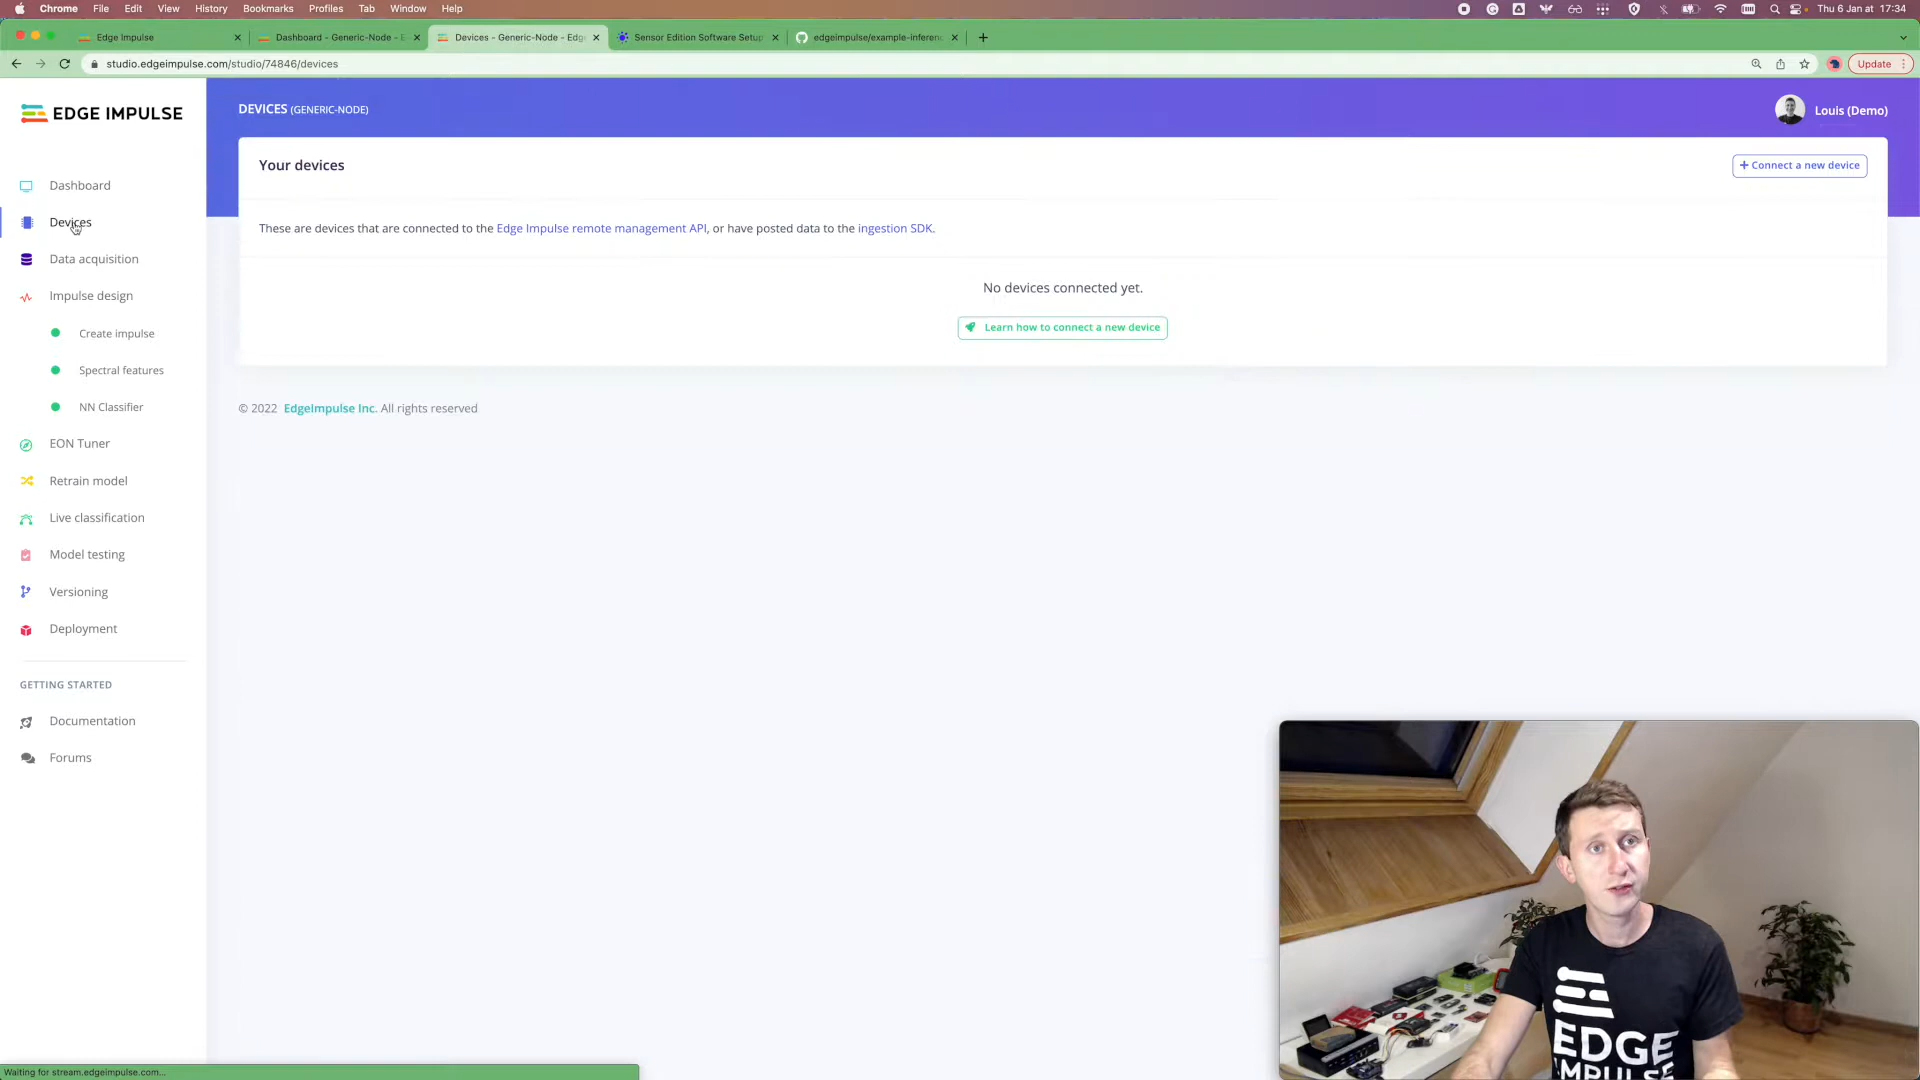 Chrome File Edit View History Bookmarks Profiles Tab Window Help Thu 6 Jan at 17:34
Edge Impulse Dashboard - Generic-Node - E Devices - Generic-Node - Edg Sensor Edition Software Setup edgeimpulse/example-inferenc
studio.edgeimpulse.com/studio/74846/devices Update
EDGE IMPULSE
DEVICES (GENERIC-NODE)
Louis (Demo)
Your devices
+ Connect a new device
Dashboard
Devices
These are devices that are connected to the Edge Impulse remote management API, or have posted data to the ingestion SDK.
Data acquisition
No devices connected yet.
Impulse design
Learn how to connect a new device
Create impulse
Spectral features
NN Classifier
© 2022 EdgeImpulse Inc. All rights reserved
EON Tuner
Retrain model
Live classification
Model testing
Versioning
Deployment
GETTING STARTED
Documentation
Forums
EDGE
IMPULSE
Waiting for stream.edgeimpulse.com...